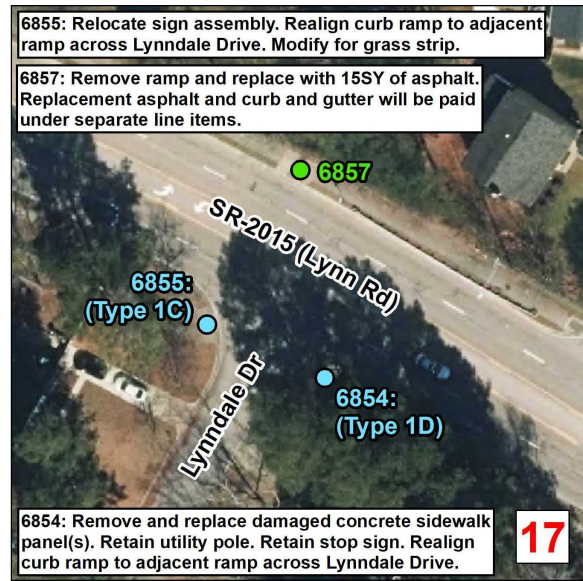 6855: Relocate sign assembly. Realign curb ramp to adjacent
ramp across Lynndale Drive. Modify for grass strip.
6857: Remove ramp and replace with 15SY of asphalt.
Replacement asphalt and curb and gutter will be paid
under separate line items.
6857
SR-2015 (Lynn Rd)
6855:
(Type 1C)
6854:
(Type 1D)
Lynndale Dr
6854: Remove and replace damaged concrete sidewalk
panel(s). Retain utility pole. Retain stop sign. Realign
curb ramp to adjacent ramp across Lynndale Drive.
17